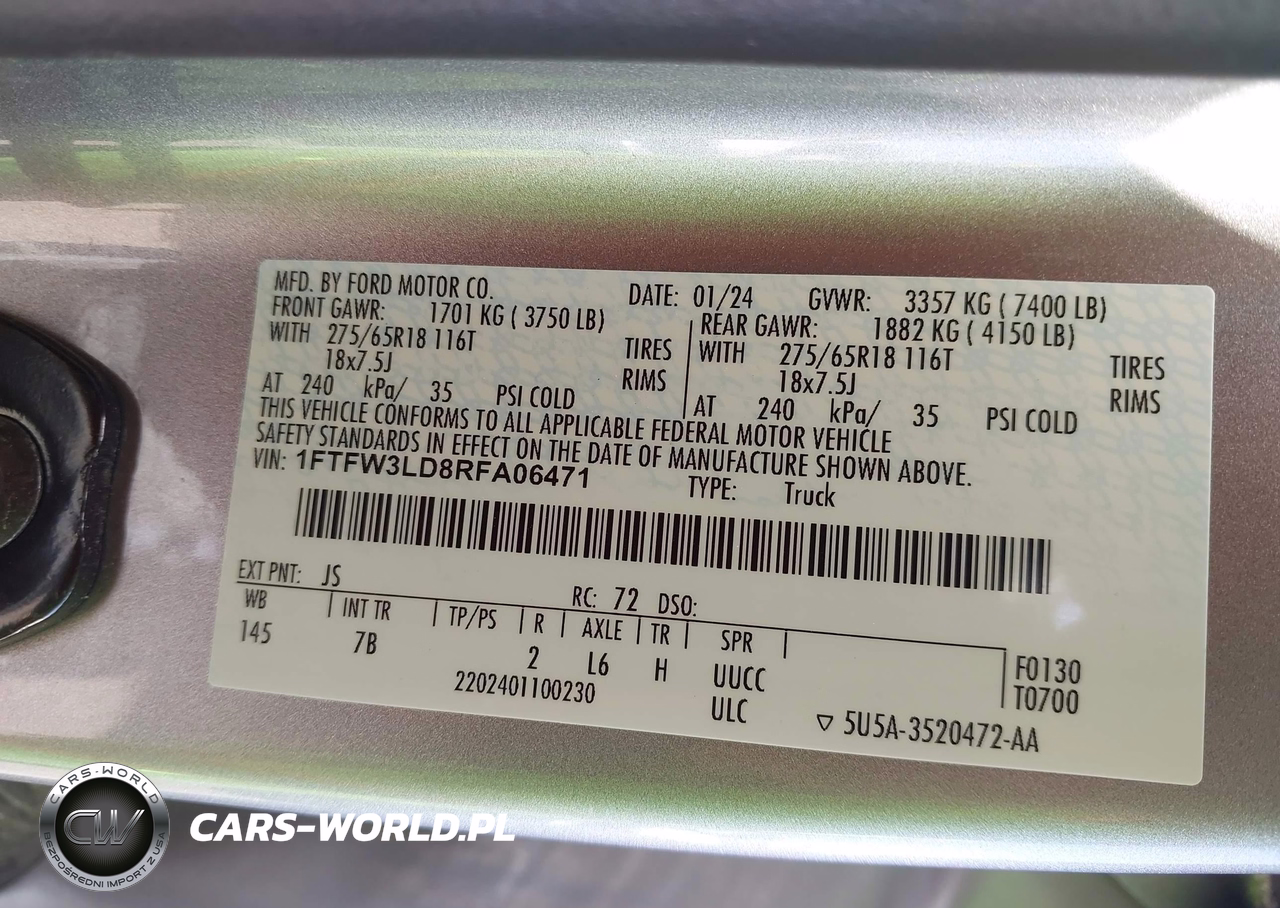 MFD. BY FORD MOTOR CO. DATE: 01/24 GVWR: 3357 KG ( 7400 LB)
FRONT GAWR: 1701 KG ( 3750 LB) REAR GAWR: 1882 KG ( 4150 LB)
WITH 275/65R18 116T TIRES WITH 275/65R18 116T TIRES
18x7.5J RIMS 18x7.5J RIMS
AT 240 kPa/ 35 PSI COLD AT 240 kPa/ 35 PSI COLD
THIS VEHICLE CONFORMS TO ALL APPLICABLE FEDERAL MOTOR VEHICLE
SAFETY STANDARDS IN EFFECT ON THE DATE OF MANUFACTURE SHOWN ABOVE.
VIN: 1FTFW3LD8RFA06471 TYPE: Truck
EXT PNT: JS RC: 72 DSO:
WB INT TR TP/PS R AXLE TR SPR
145 7B 2 L6 H UUCC F0130
2202401100230 ULC T0700
▽ 5U5A-3520472-AA
CARS-WORLD
CW
BEZPOŚREDNI IMPORT Z USA
CARS-WORLD.PL